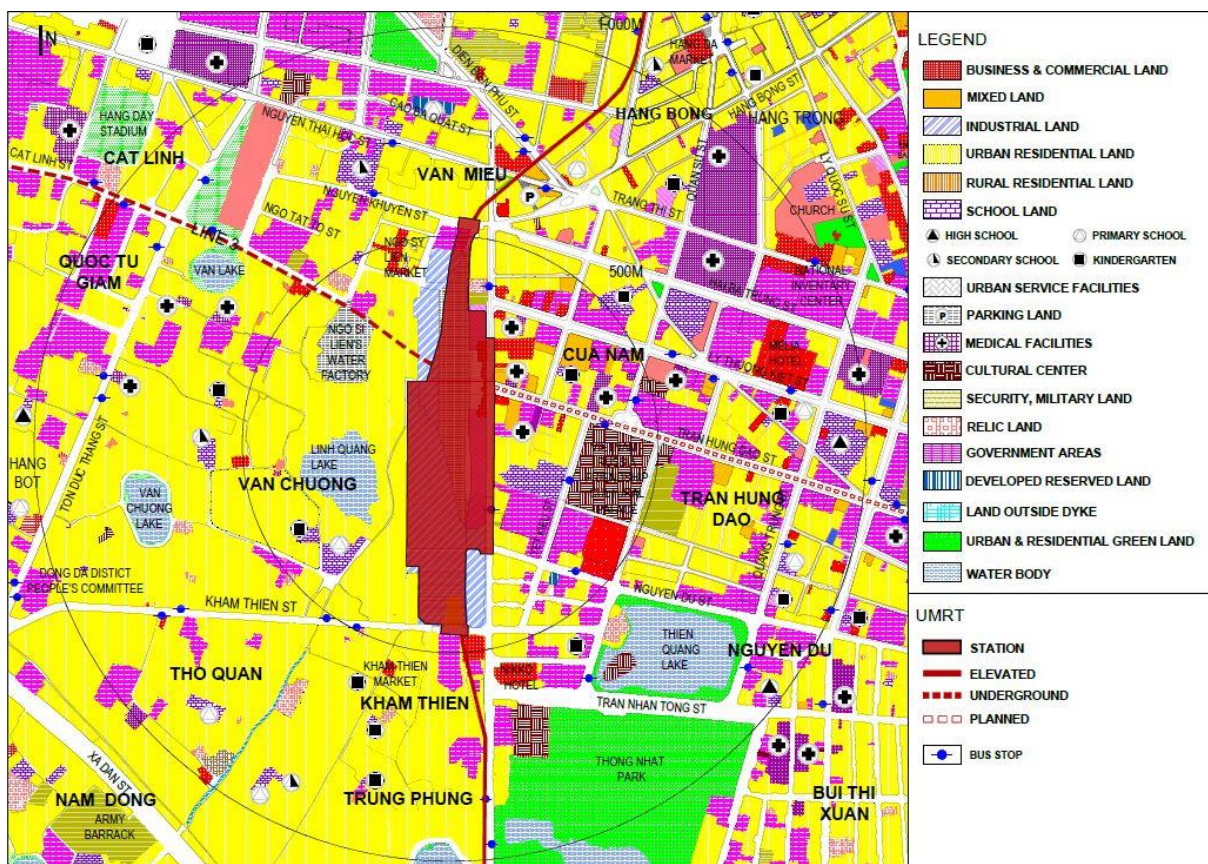 1,000M
N
HANG DA
MARKET
DIEN BIEN PHU ST
HANG BONG
HANG BONG ST
HANG TRONG
HANG DAY
STADIUM
CAO BA QUAT ST
NGUYEN THAI HOC ST
CAT LINH ST
CAT LINH
VAN MIEU
QUAN SU ST
LY QUOC SU ST
P
NGUYEN KHUYEN ST
TRANG THI ST
CHURCH
NGO TAT TO ST
LINE 3
NGO SY
LIEN
MARKET
QUOC TU
GIAM
VAN LAKE
500M
NATIONAL
INVENTORY
CENTER
NGO SI
LIEN'S
WATER
FACTORY
CUA NAM
MELIA
HOTEL
LY THUONG KIET ST
TON DUC THANG ST
TRAN HUNG DAO ST
HANG
BOT
LINH QUANG
LAKE
VAN CHUONG
VAN
CHUONG
LAKE
TRAN HUNG
DAO
QUANG TRUNG
DONG DA DISTICT
PEOPLE'S COMMITTEE
KHAM THIEN ST
NGUYEN DU ST
THIEN
QUANG
LAKE
NGUYEN DU
THO QUAN
KHAM THIEN
MARKET
KHAM THIEN
HOTEL
TRAN NHAN TONG ST
XA DAN ST
THONG NHAT
PARK
NAM DONG
TRUNG PHUNG
BUI THI
XUAN
ARMY
BARRACK
LEGEND
BUSINESS & COMMERCIAL LAND
MIXED LAND
INDUSTRIAL LAND
URBAN RESIDENTIAL LAND
RURAL RESIDENTIAL LAND
SCHOOL LAND
HIGH SCHOOL PRIMARY SCHOOL
SECONDARY SCHOOL KINDERGARTEN
URBAN SERVICE FACILITIES
P PARKING LAND
MEDICAL FACILITIES
CULTURAL CENTER
SECURITY, MILITARY LAND
RELIC LAND
GOVERNMENT AREAS
DEVELOPED RESERVED LAND
LAND OUTSIDE DYKE
URBAN & RESIDENTIAL GREEN LAND
WATER BODY
UMRT
STATION
ELEVATED
UNDERGROUND
PLANNED
BUS STOP